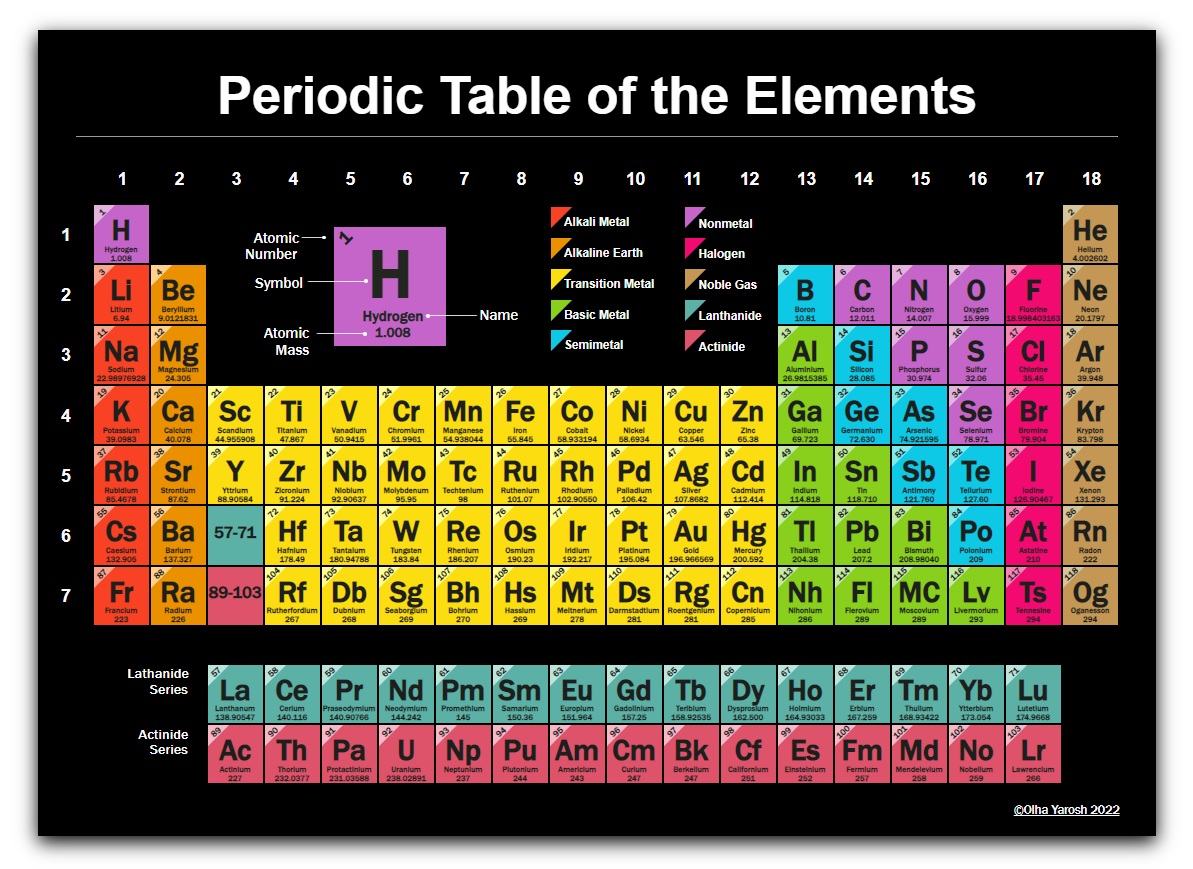 Periodic Table of the Elements
1 2 3 4 5 6 7 8 9 10 11 12 13 14 15 16 17 18
1
1 H Hydrogen 1.008
2 He Helium 4.002602
Atomic Number
Symbol
Atomic Mass
1
H
Hydrogen
1.008
Name
Alkali Metal
Alkaline Earth
Transition Metal
Basic Metal
Semimetal
Nonmetal
Halogen
Noble Gas
Lanthanide
Actinide
2
3 Li Litium 6.94
4 Be Beryllium 9.0121831
5 B Boron 10.81
6 C Carbon 12.011
7 N Nitrogen 14.007
8 O Oxygen 15.999
9 F Fluorine 18.998403163
10 Ne Neon 20.1797
3
11 Na Sodium 22.98976928
12 Mg Magnesium 24.305
13 Al Aluminium 26.9815385
14 Si Silicon 28.085
15 P Phosphorus 30.974
16 S Sulfur 32.06
17 Cl Chlorine 35.45
18 Ar Argon 39.948
4
19 K Potassium 39.0983
20 Ca Calcium 40.078
21 Sc Scandium 44.955908
22 Ti Titanium 47.867
23 V Vanadium 50.9415
24 Cr Chromium 51.9961
25 Mn Manganese 54.938044
26 Fe Iron 55.845
27 Co Cobalt 58.933194
28 Ni Nickel 58.6934
29 Cu Copper 63.546
30 Zn Zinc 65.38
31 Ga Gallium 69.723
32 Ge Germanium 72.630
33 As Arsenic 74.921595
34 Se Selenium 78.971
35 Br Bromine 79.904
36 Kr Krypton 83.798
5
37 Rb Rubidium 85.4678
38 Sr Strontium 87.62
39 Y Yttrium 88.90584
40 Zr Zicronium 91.224
41 Nb Niobium 92.90637
42 Mo Molybdenum 95.95
43 Tc Techtenium 98
44 Ru Ruthenium 101.07
45 Rh Rhodium 102.90550
46 Pd Palladium 106.42
47 Ag Silver 107.8682
48 Cd Cadmium 112.414
49 In Indium 114.818
50 Sn Tin 118.710
51 Sb Antimony 121.760
52 Te Tellurium 127.60
53 I Iodine 126.90467
54 Xe Xenon 131.293
6
55 Cs Caesium 132.905
56 Ba Barium 137.327
57-71
72 Hf Hafnium 178.49
73 Ta Tantalum 180.94788
74 W Tungsten 183.84
75 Re Rhenium 186.207
76 Os Osmium 190.23
77 Ir Iridium 192.217
78 Pt Platinum 195.084
79 Au Gold 196.966569
80 Hg Mercury 200.592
81 Tl Thallium 204.38
82 Pb Lead 207.2
83 Bi Bismuth 208.98040
84 Po Polonium 209
85 At Astatine 210
86 Rn Radon 222
7
87 Fr Francium 223
88 Ra Radium 226
89-103
104 Rf Rutherfordium 267
105 Db Dubnium 268
106 Sg Seaborgium 269
107 Bh Bohrium 270
108 Hs Hassium 269
109 Mt Meitnerium 278
110 Ds Darmstadtium 281
111 Rg Roentgenium 281
112 Cn Copernicium 285
113 Nh Nihonium 286
114 Fl Flerovium 289
115 MC Moscovium 289
116 Lv Livermorium 293
117 Ts Tennesine 294
118 Og Oganesson 294
Lathanide Series
57 La Lanthanum 138.90547
58 Ce Cerium 140.116
59 Pr Praseodymium 140.90766
60 Nd Neodymium 144.242
61 Pm Promethium 145
62 Sm Samarium 150.36
63 Eu Europium 151.964
64 Gd Gadolinium 157.25
65 Tb Terbium 158.92535
66 Dy Dysprosium 162.500
67 Ho Holmium 164.93033
68 Er Erbium 167.259
69 Tm Thulium 168.93422
70 Yb Ytterbium 173.054
71 Lu Lutetium 174.9668
Actinide Series
89 Ac Actinium 227
90 Th Thorium 232.0377
91 Pa Protactinium 231.03588
92 U Uranium 238.02891
93 Np Neptunium 237
94 Pu Plutonium 244
95 Am Americium 243
96 Cm Curium 247
97 Bk Berkelium 247
98 Cf Californium 251
99 Es Einsteinium 252
100 Fm Fermium 257
101 Md Mendelevium 258
102 No Nobelium 259
103 Lr Lawrencium 266
©Olha Yarosh 2022